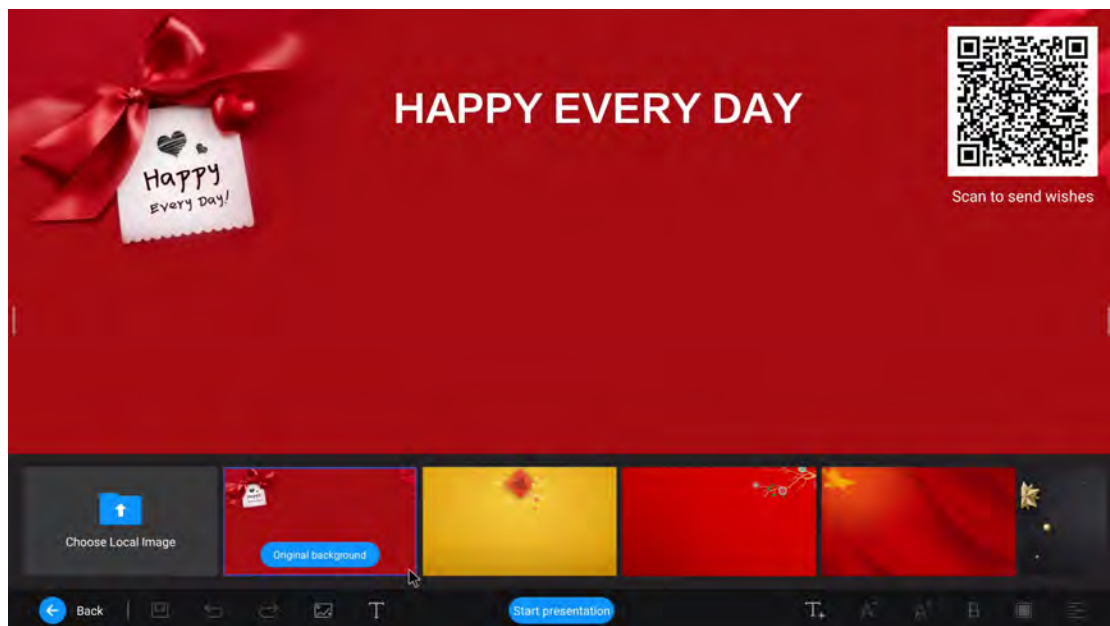 HAPPY EVERY DAY
Happy
Every Day!
Scan to send wishes
Choose Local Image
Original background
Back
T
Start presentation
T+
A-
A+
B